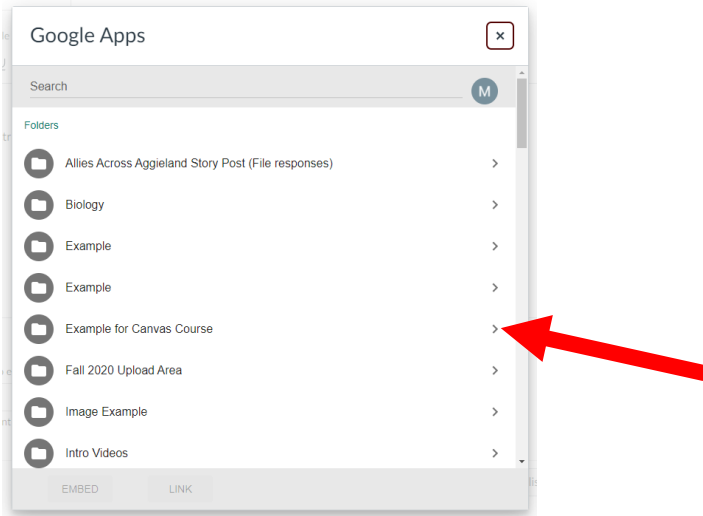 Google Apps
×
Search
M
Folders
Allies Across Aggieland Story Post (File responses)
Biology
Example
Example
Example for Canvas Course
Fall 2020 Upload Area
Image Example
Intro Videos
EMBED LINK